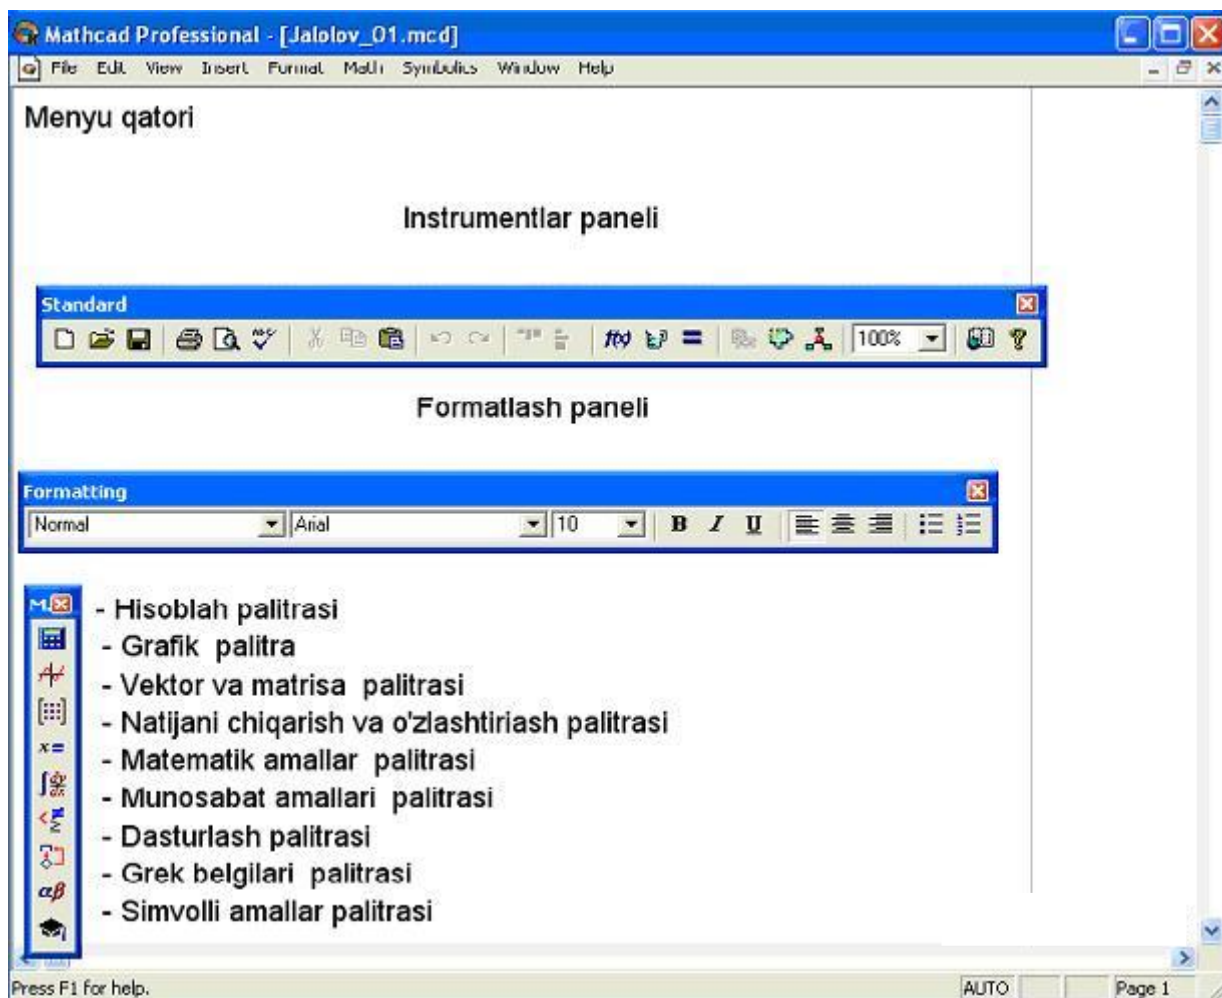 Mathcad Professional - [Jalolov_01.mcd]
File Edit View Insert Format Math Symbolics Window Help
Menyu qatori
Instrumentlar paneli
Standard
100%
Formatlash paneli
Formatting
Normal Arial 10 B I U
M
- Hisoblah palitrasi
- Grafik palitra
- Vektor va matrisa palitrasi
- Natijani chiqarish va o'zlashtiriash palitrasi
- Matematik amallar palitrasi
- Munosabat amallari palitrasi
- Dasturlash palitrasi
- Grek belgilari palitrasi
- Simvolli amallar palitrasi
Press F1 for help. AUTO Page 1